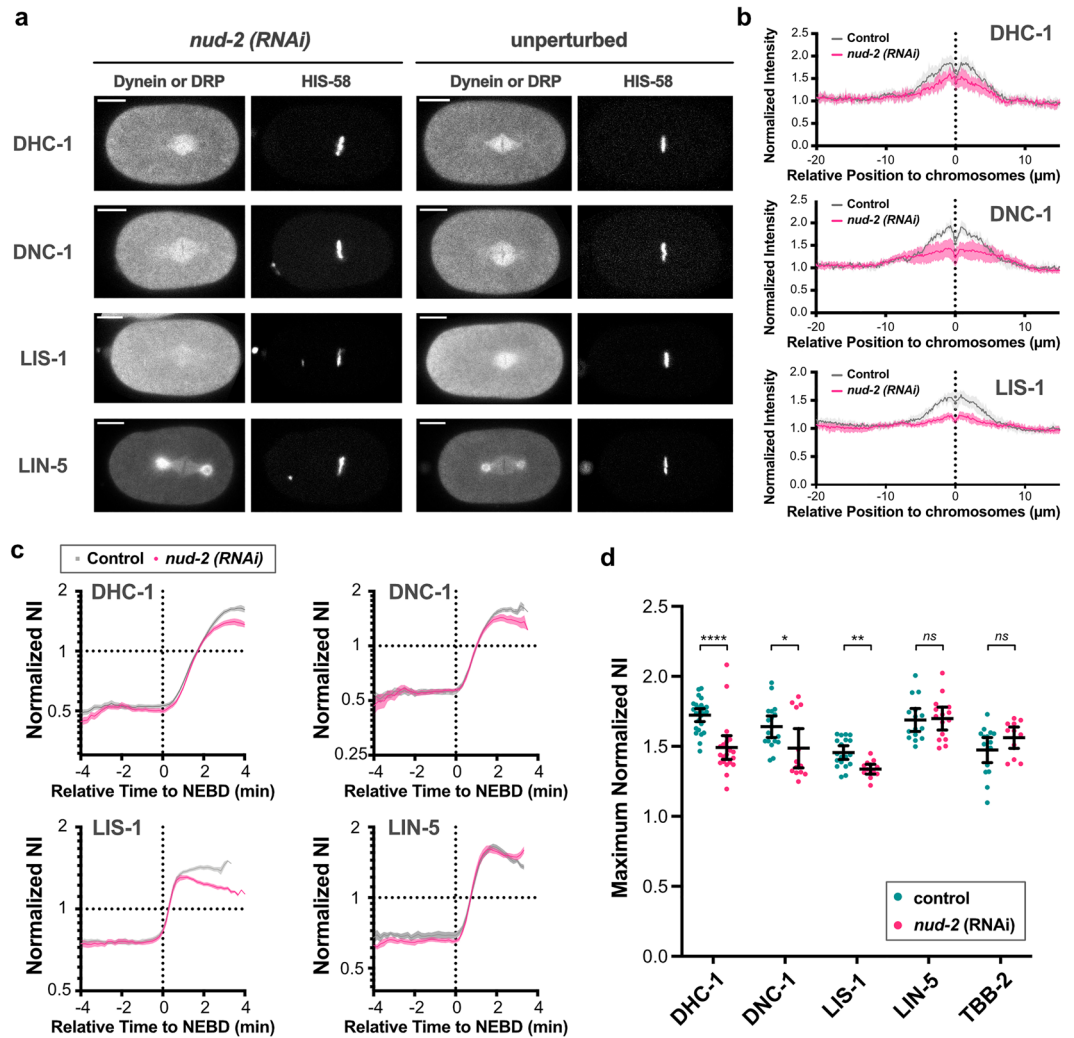 a
nud-2 (RNAi)
unperturbed
Dynein or DRP
HIS-58
Dynein or DRP
HIS-58
DHC-1
DNC-1
LIS-1
LIN-5
b
DHC-1
Control
nud-2 (RNAi)
Normalized Intensity
2.5
2.0
1.5
1.0
0.5
0.0
-20
-10
0
10
Relative Position to chromosomes (µm)
DNC-1
Control
nud-2 (RNAi)
Normalized Intensity
2.5
2.0
1.5
1.0
0.5
0.0
-20
-10
0
10
Relative Position to chromosomes (µm)
LIS-1
Control
nud-2 (RNAi)
Normalized Intensity
2.0
1.5
1.0
0.5
0.0
-20
-10
0
10
Relative Position to chromosomes (µm)
c
Control
nud-2 (RNAi)
DHC-1
Normalized NI
2
1
0.5
-4
-2
0
2
4
Relative Time to NEBD (min)
DNC-1
Normalized NI
2
1
0.5
0.25
-4
-2
0
2
4
Relative Time to NEBD (min)
LIS-1
Normalized NI
2
1
0.5
-4
-2
0
2
4
Relative Time to NEBD (min)
LIN-5
Normalized NI
2
1
0.5
-4
-2
0
2
4
Relative Time to NEBD (min)
d
Maximum Normalized NI
2.5
2.0
1.5
1.0
0.5
0.0
****
*
**
ns
ns
control
nud-2 (RNAi)
DHC-1
DNC-1
LIS-1
LIN-5
TBB-2